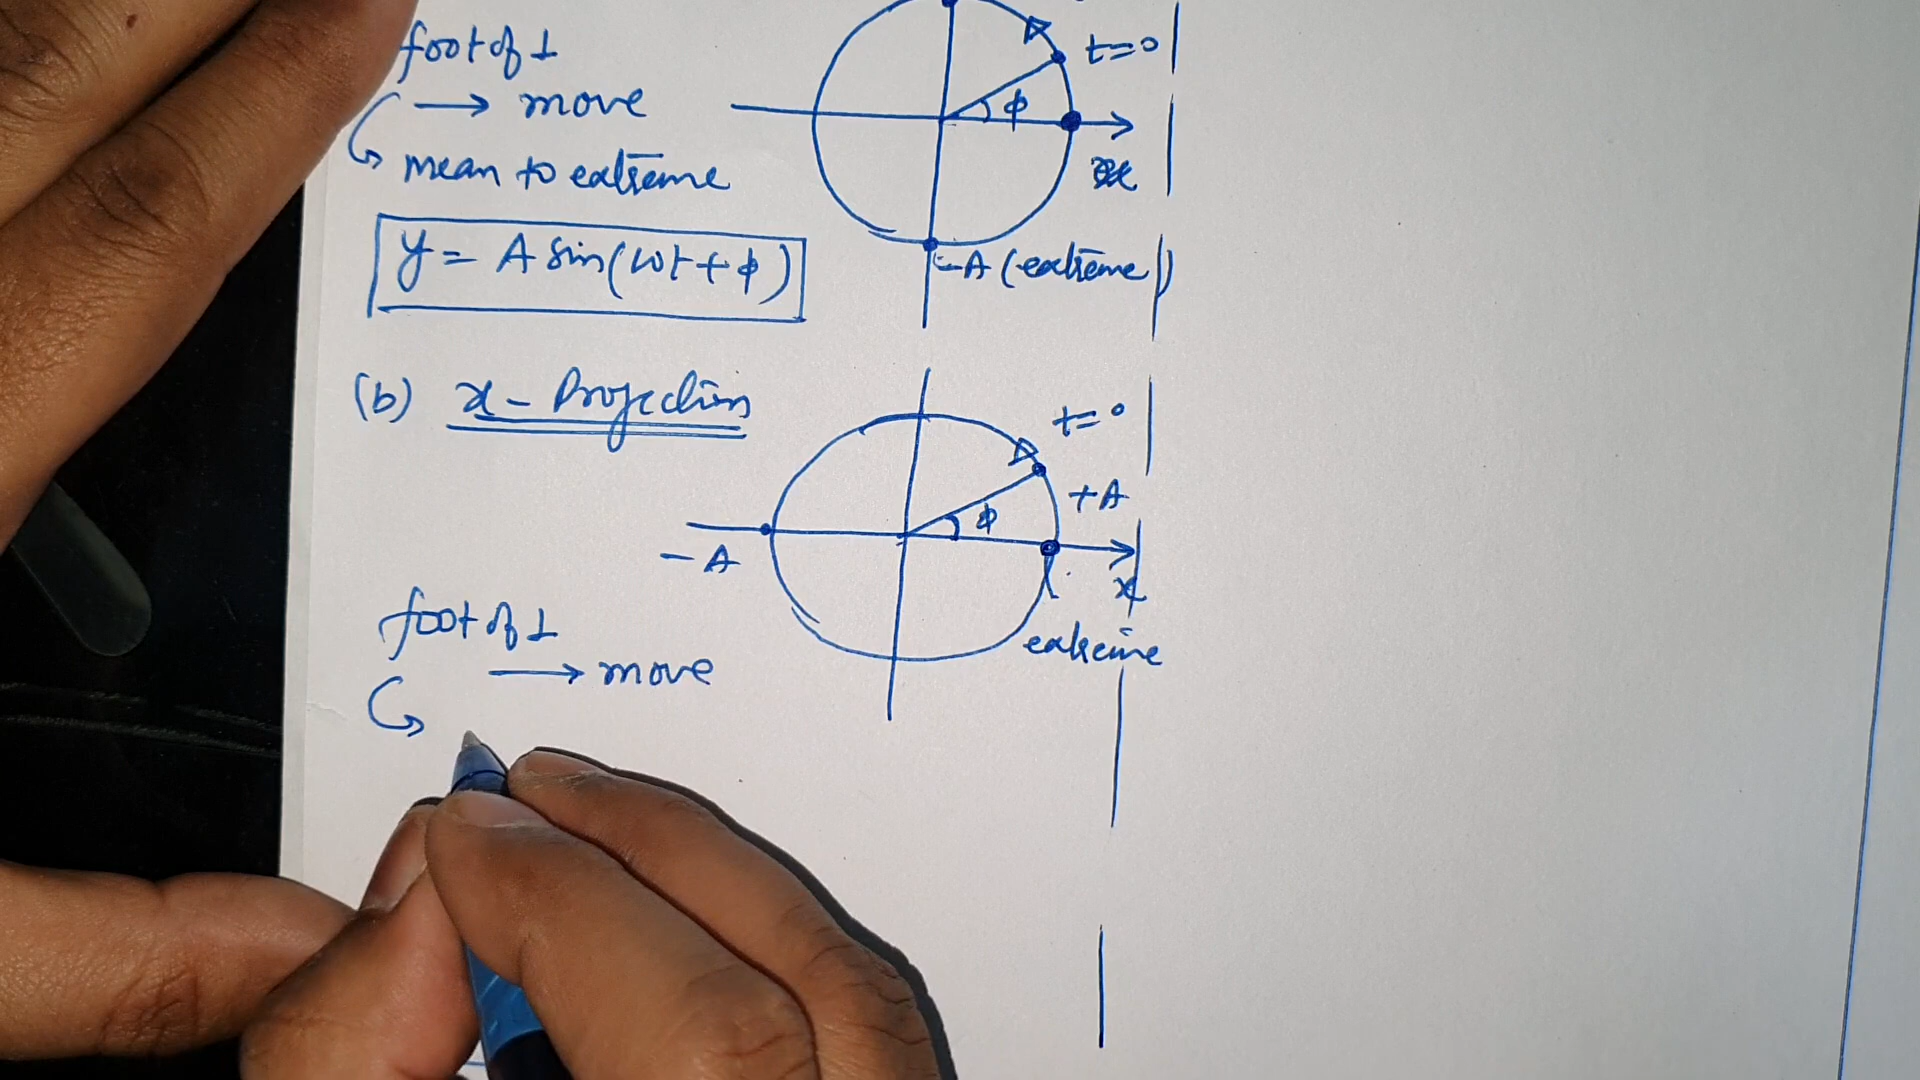 foot of ⊥
→ move
mean to extreme
y = A sin(ωt + φ)
t=0
φ
x
-A (extreme)
(b) x - Projection
t=0
+A
φ
-A
x
extreme
foot of ⊥
→ move